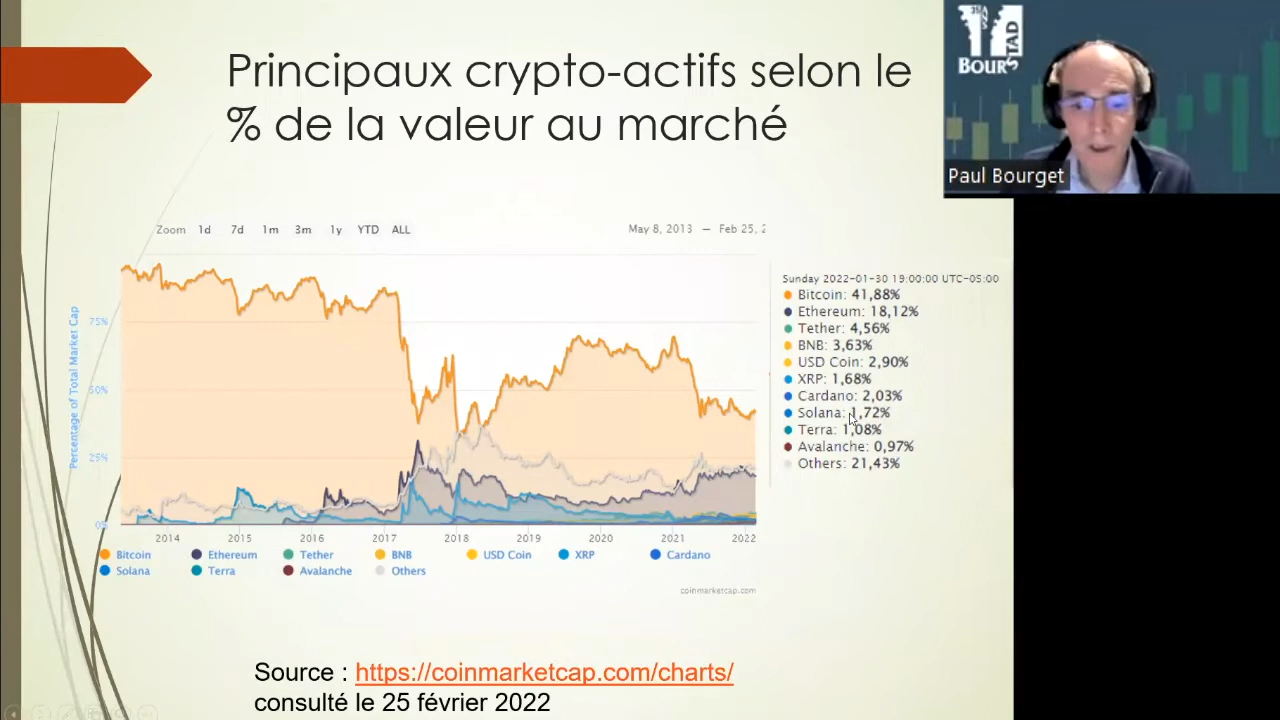 Principaux crypto-actifs selon le
% de la valeur au marché
35 ANS
BOURSTAD
Paul Bourget
Zoom 1d 7d 1m 3m 1y YTD ALL
May 8, 2013 — Feb 25, 2
Percentage of Total Market Cap
75%
50%
25%
0%
2014 2015 2016 2017 2018 2019 2020 2021 2022
Sunday 2022-01-30 19:00:00 UTC-05:00
Bitcoin: 41,88%
Ethereum: 18,12%
Tether: 4,56%
BNB: 3,63%
USD Coin: 2,90%
XRP: 1,68%
Cardano: 2,03%
Solana: 1,72%
Terra: 1,08%
Avalanche: 0,97%
Others: 21,43%
Bitcoin Ethereum Tether BNB USD Coin XRP Cardano
Solana Terra Avalanche Others
coinmarketcap.com
Source : https://coinmarketcap.com/charts/
consulté le 25 février 2022